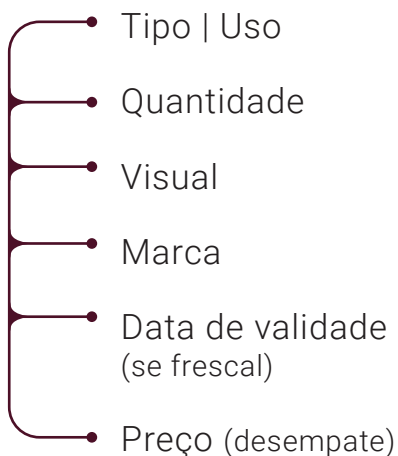 Tipo | Uso
Quantidade
Visual
Marca
Data de validade
(se frescal)
Preço (desempate)